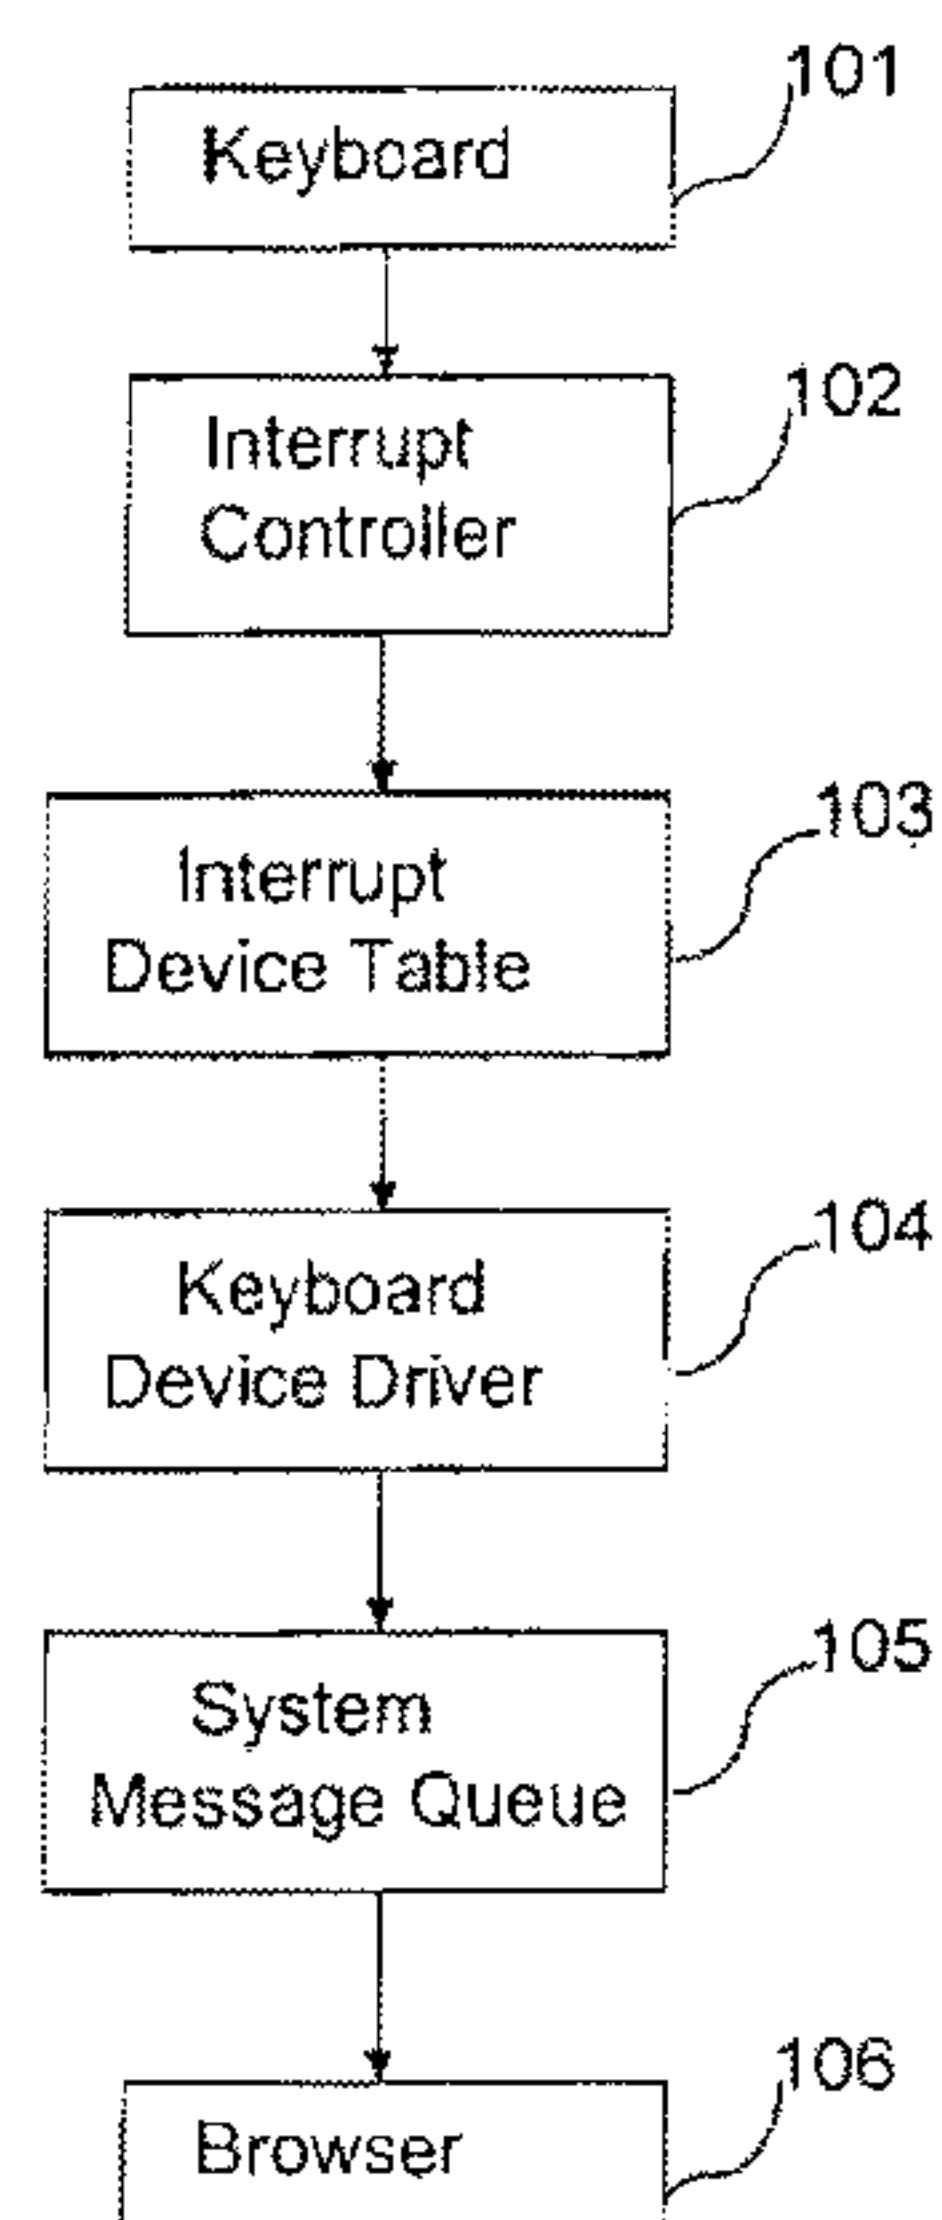 101
Keyboard
102
Interrupt
Controller
103
Interrupt
Device Table
104
Keyboard
Device Driver
105
System
Message Queue
106
Browser